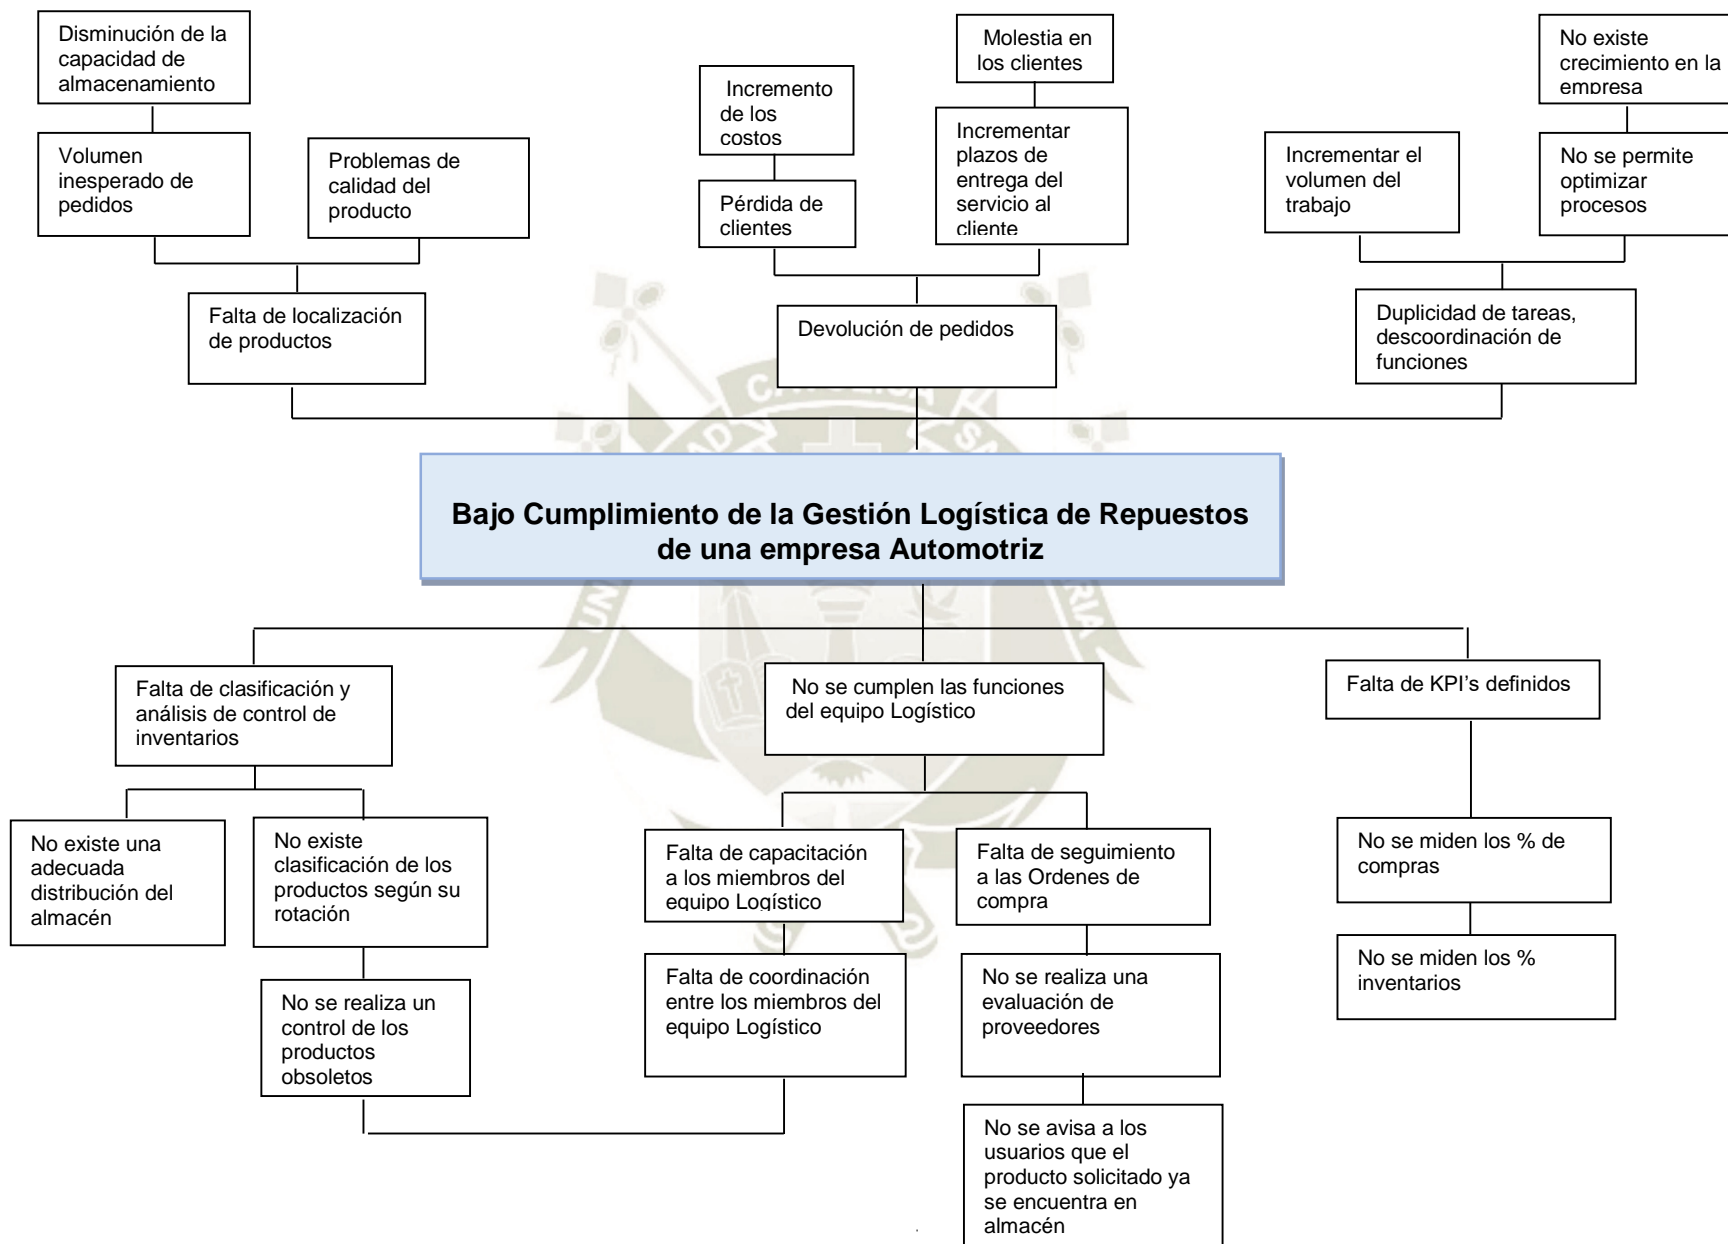 Disminución de la
capacidad de
almacenamiento
Molestia en
los clientes
No existe
crecimiento en la
empresa
Incremento
de los
costos
Volumen
inesperado de
pedidos
Problemas de
calidad del
producto
Pérdida de
clientes
Incrementar
plazos de
entrega del
servicio al
cliente
Incrementar el
volumen del
trabajo
No se permite
optimizar
procesos
Falta de localización
de productos
Devolución de pedidos
Duplicidad de tareas,
descoordinación de
funciones
Bajo Cumplimiento de la Gestión Logística de Repuestos
de una empresa Automotriz
Falta de clasificación y
análisis de control de
inventarios
No se cumplen las funciones
del equipo Logístico
Falta de KPI’s definidos
No existe una
adecuada
distribución del
almacén
No existe
clasificación de los
productos según su
rotación
Falta de capacitación
a los miembros del
equipo Logístico
Falta de seguimiento
a las Ordenes de
compra
No se miden los % de
compras
No se realiza un
control de los
productos
obsoletos
Falta de coordinación
entre los miembros del
equipo Logístico
No se realiza una
evaluación de
proveedores
No se miden los %
inventarios
No se avisa a los
usuarios que el
producto solicitado ya
se encuentra en
almacén